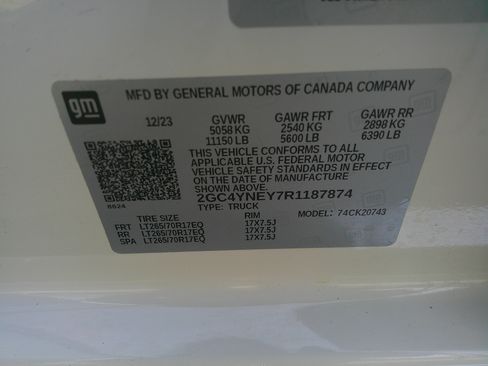 gm
MFD BY GENERAL MOTORS OF CANADA COMPANY
12/23 GVWR GAWR FRT GAWR RR
5058 KG 2540 KG 2898 KG
11150 LB 5600 LB 6390 LB
THIS VEHICLE CONFORMS TO ALL
APPLICABLE U.S. FEDERAL MOTOR
VEHICLE SAFETY STANDARDS IN EFFECT
ON THE DATE OF MANUFACTURE
SHOWN ABOVE.
2GC4YNEY7R1187874
8624 TYPE: TRUCK MODEL: 74CK20743
TIRE SIZE RIM
FRT LT265/70R17EQ 17X7.5J
RR LT265/70R17EQ 17X7.5J
SPA LT265/70R17EQ 17X7.5J